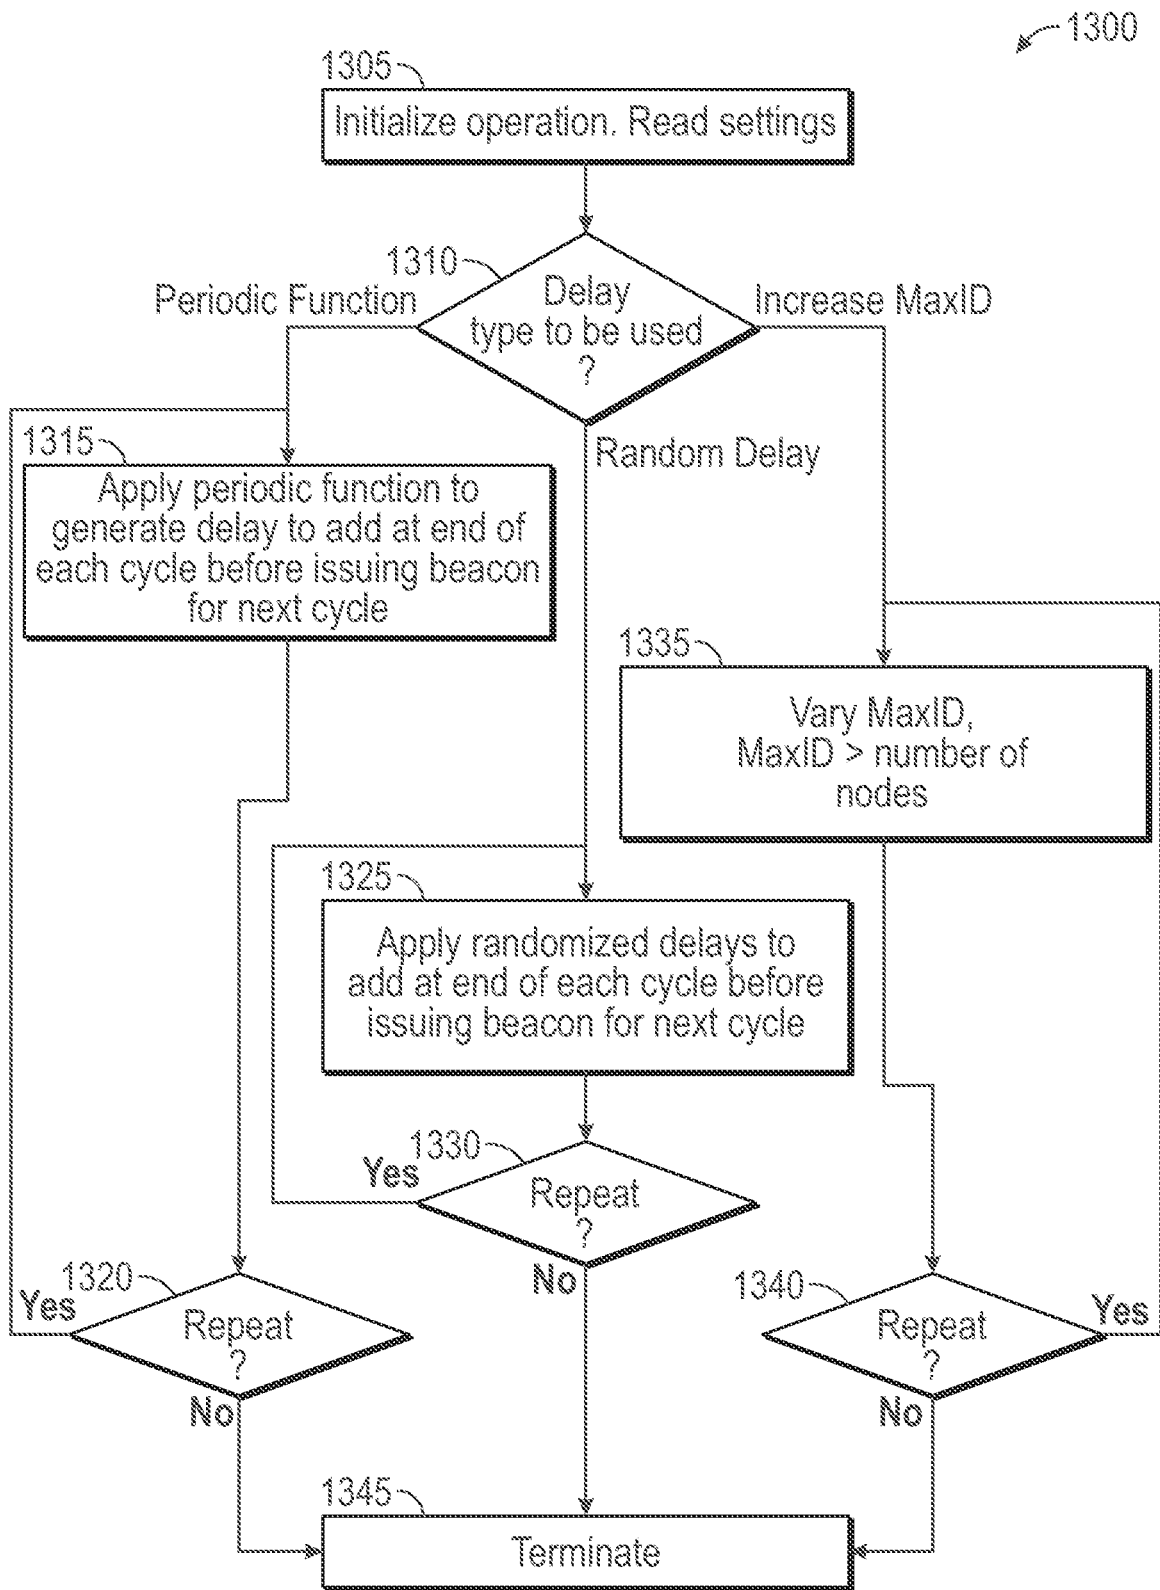 1300
1305
Initialize operation. Read settings
1310
Periodic Function
Delay
type to be used
?
Increase MaxID
Random Delay
1315
Apply periodic function to
generate delay to add at end of
each cycle before issuing beacon
for next cycle
1335
Vary MaxID,
MaxID > number of
nodes
1325
Apply randomized delays to
add at end of each cycle before
issuing beacon for next cycle
1330
Yes
Repeat
?
No
1320
Yes
Repeat
?
No
1340
Repeat
?
Yes
No
1345
Terminate